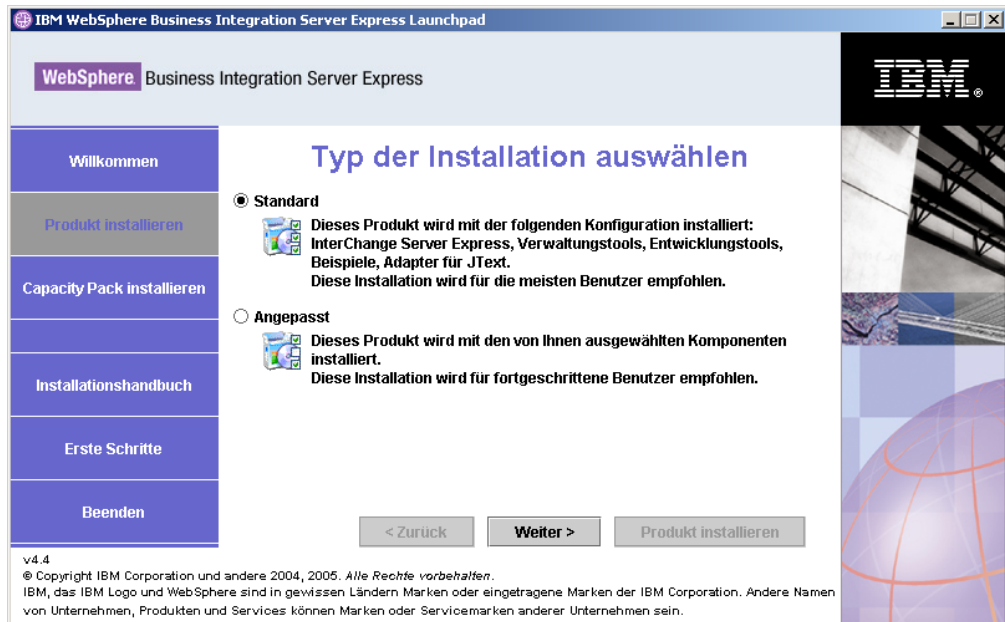 IBM WebSphere Business Integration Server Express Launchpad
WebSphere. Business Integration Server Express
IBM®
Willkommen
Produkt installieren
Capacity Pack installieren
Installationshandbuch
Erste Schritte
Beenden
Typ der Installation auswählen
Standard
Dieses Produkt wird mit der folgenden Konfiguration installiert:
InterChange Server Express, Verwaltungstools, Entwicklungstools,
Beispiele, Adapter für JText.
Diese Installation wird für die meisten Benutzer empfohlen.
Angepasst
Dieses Produkt wird mit den von Ihnen ausgewählten Komponenten
installiert.
Diese Installation wird für fortgeschrittene Benutzer empfohlen.
< Zurück
Weiter >
Produkt installieren
v4.4
© Copyright IBM Corporation und andere 2004, 2005. Alle Rechte vorbehalten.
IBM, das IBM Logo und WebSphere sind in gewissen Ländern Marken oder eingetragene Marken der IBM Corporation. Andere Namen
von Unternehmen, Produkten und Services können Marken oder Servicemarken anderer Unternehmen sein.